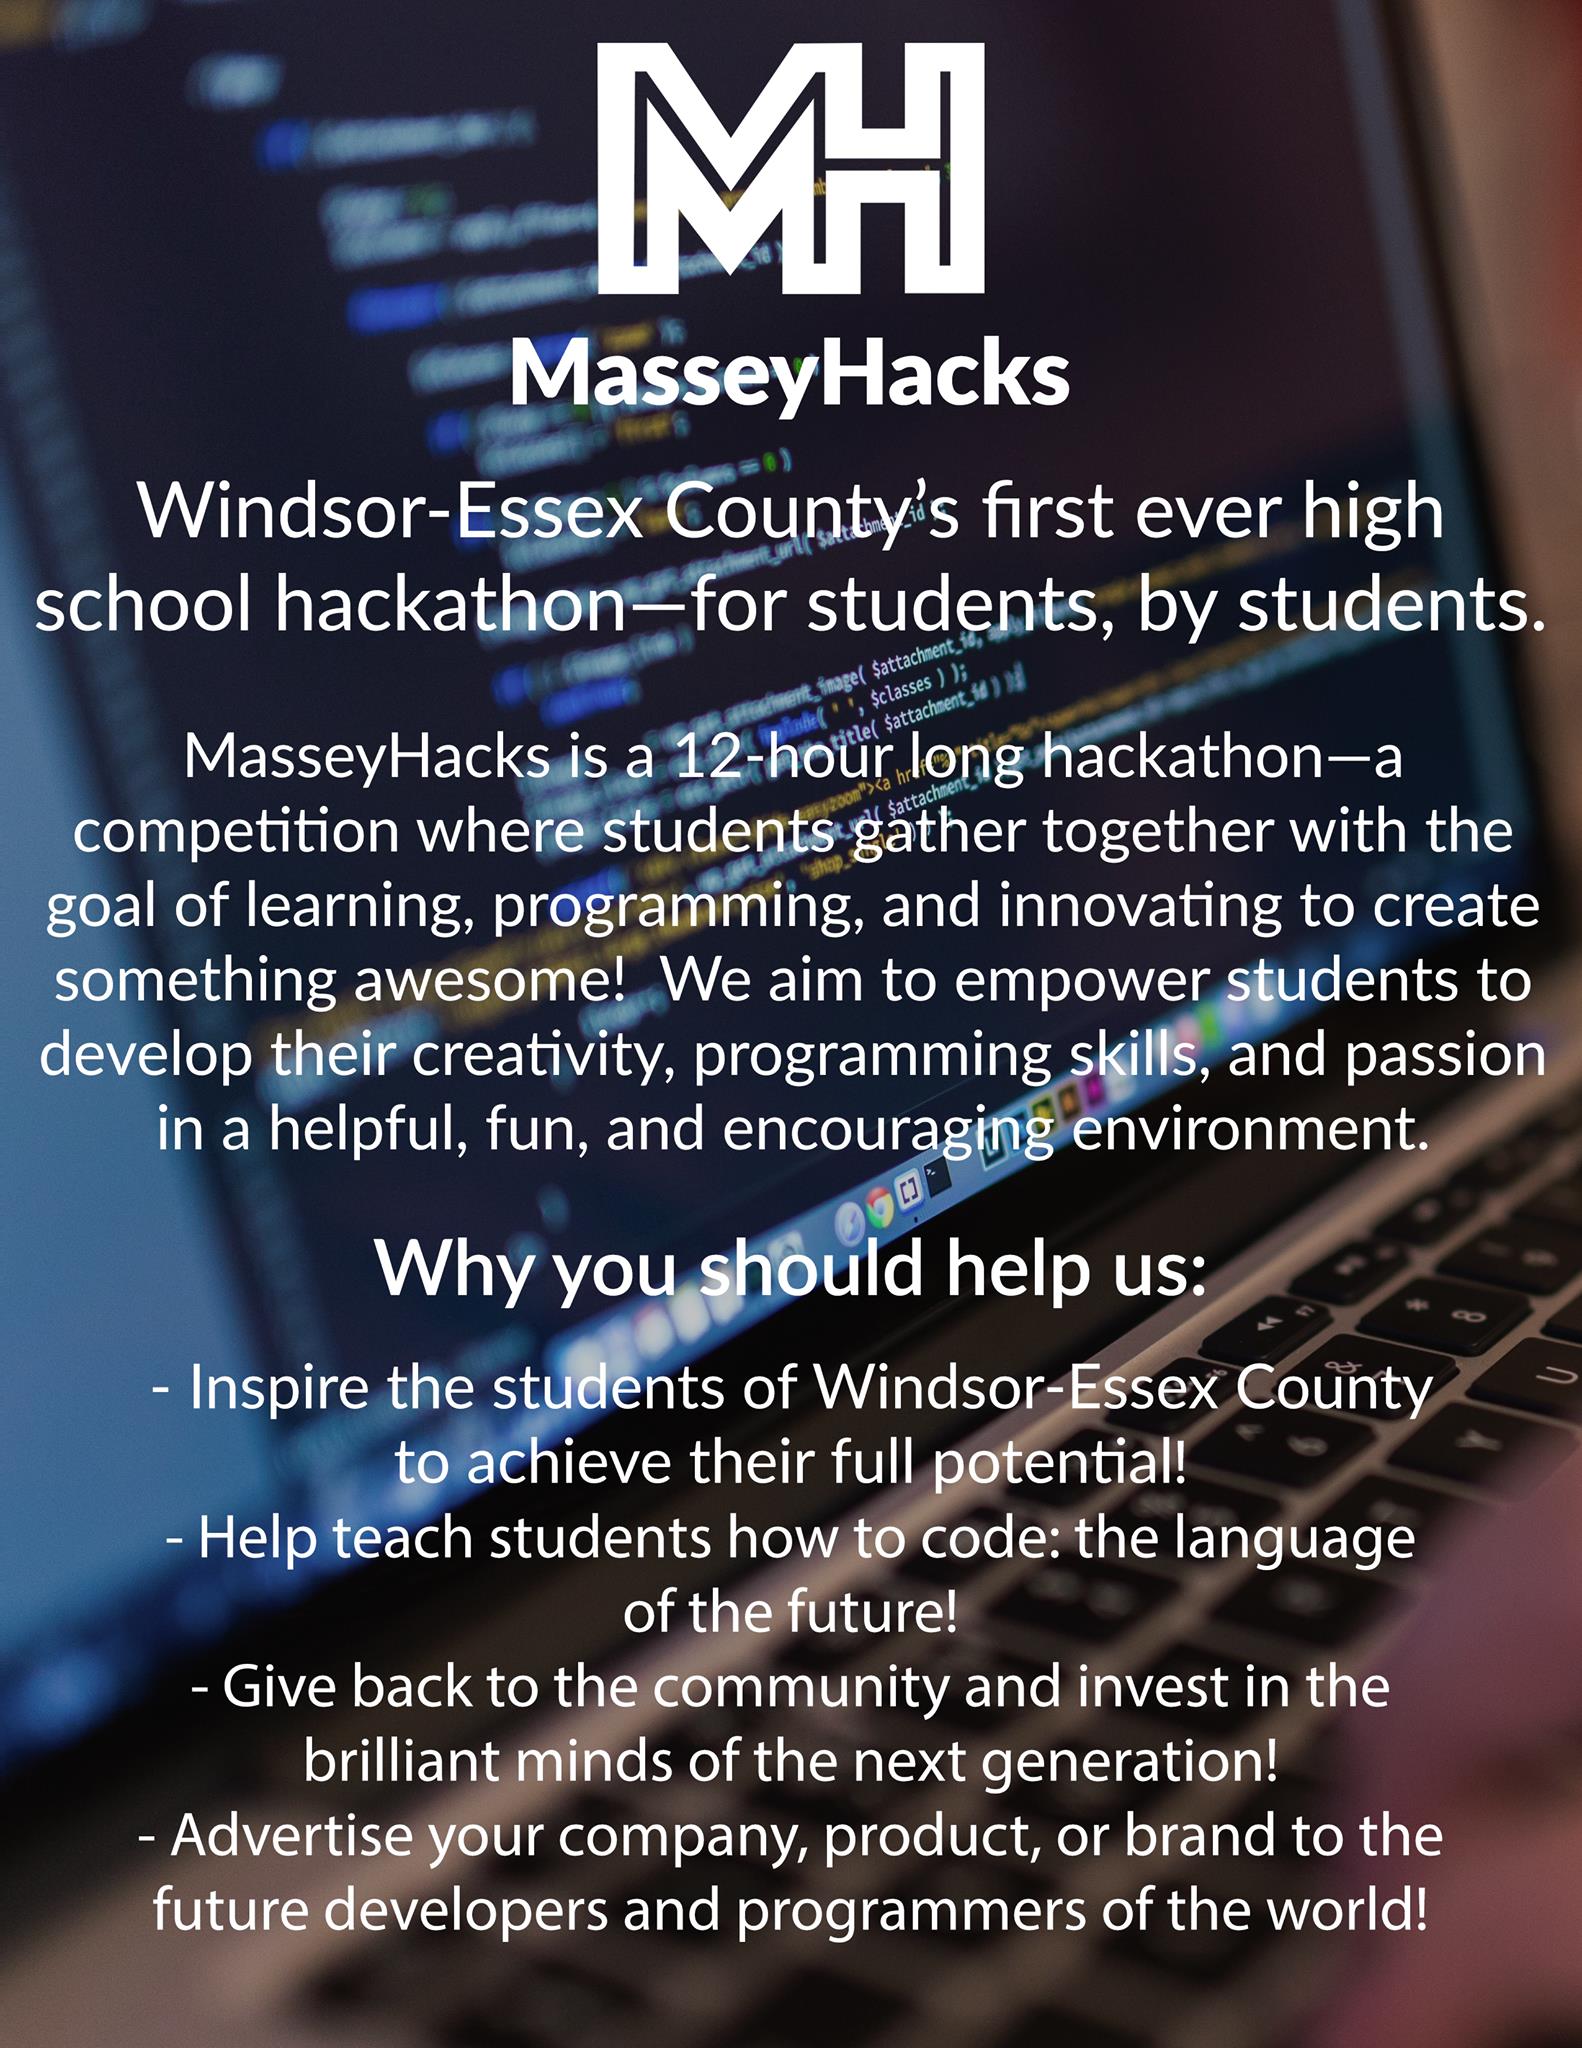 MH
MasseyHacks
Windsor-Essex County’s first ever high
school hackathon—for students, by students.
MasseyHacks is a 12-hour long hackathon—a
competition where students gather together with the
goal of learning, programming, and innovating to create
something awesome!  We aim to empower students to
develop their creativity, programming skills, and passion
in a helpful, fun, and encouraging environment.
Why you should help us:
- Inspire the students of Windsor-Essex County
to achieve their full potential!
- Help teach students how to code: the language
of the future!
- Give back to the community and invest in the
brilliant minds of the next generation!
- Advertise your company, product, or brand to the
future developers and programmers of the world!